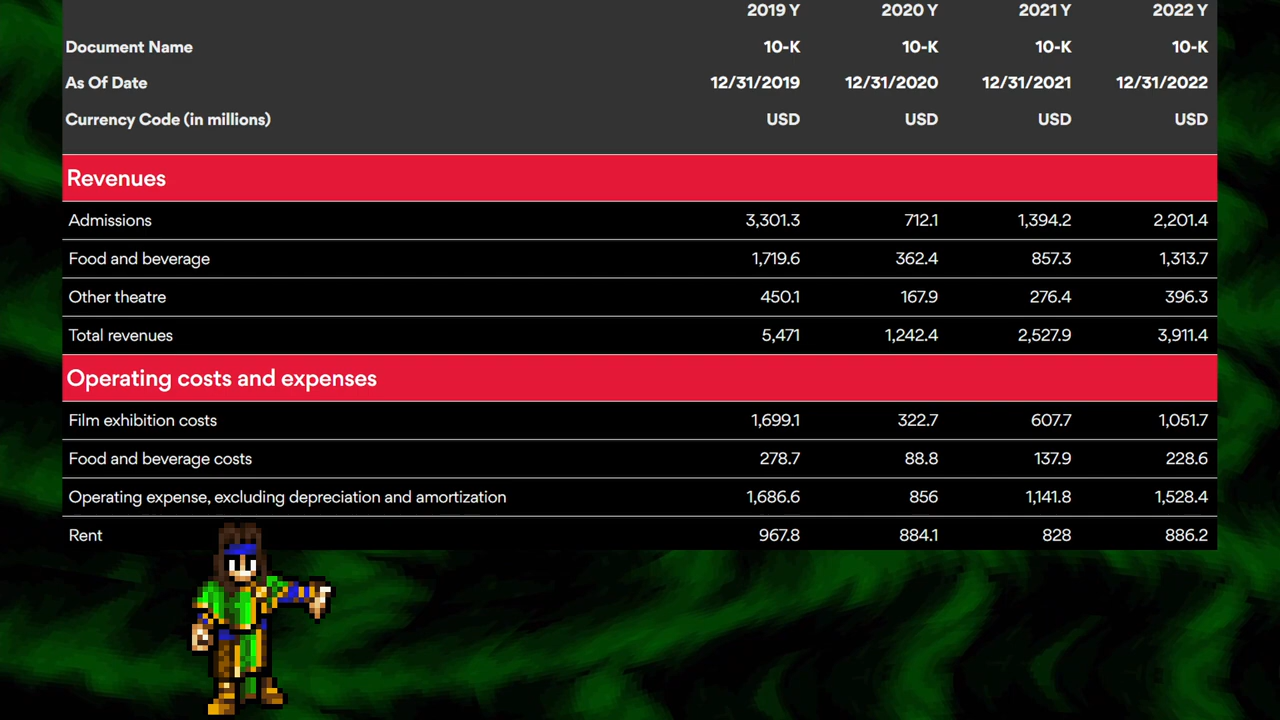 2019 Y 2020 Y 2021 Y 2022 Y
Document Name 10-K 10-K 10-K 10-K
As Of Date 12/31/2019 12/31/2020 12/31/2021 12/31/2022
Currency Code (in millions) USD USD USD USD
Revenues
Admissions 3,301.3 712.1 1,394.2 2,201.4
Food and beverage 1,719.6 362.4 857.3 1,313.7
Other theatre 450.1 167.9 276.4 396.3
Total revenues 5,471 1,242.4 2,527.9 3,911.4
Operating costs and expenses
Film exhibition costs 1,699.1 322.7 607.7 1,051.7
Food and beverage costs 278.7 88.8 137.9 228.6
Operating expense, excluding depreciation and amortization 1,686.6 856 1,141.8 1,528.4
Rent 967.8 884.1 828 886.2